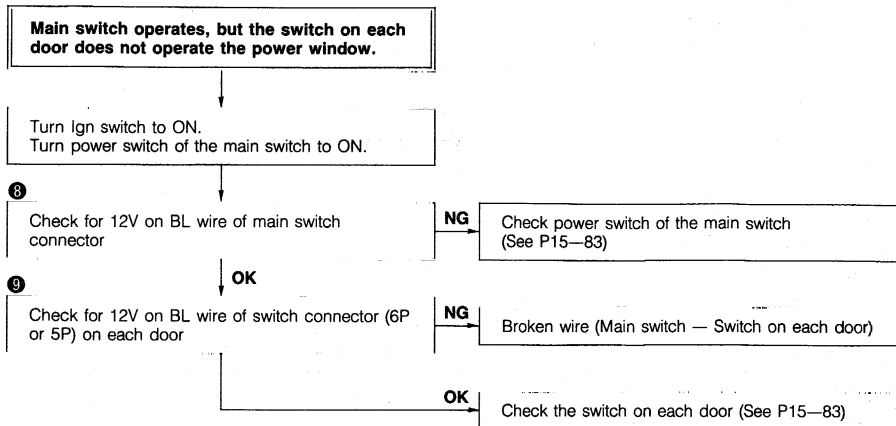 Main switch operates, but the switch on each
door does not operate the power window.
Turn Ign switch to ON.
Turn power switch of the main switch to ON.
8
Check for 12V on BL wire of main switch
connector
NG
Check power switch of the main switch
(See P15—83)
OK
9
Check for 12V on BL wire of switch connector (6P
or 5P) on each door
NG
Broken wire (Main switch — Switch on each door)
OK
Check the switch on each door (See P15—83)